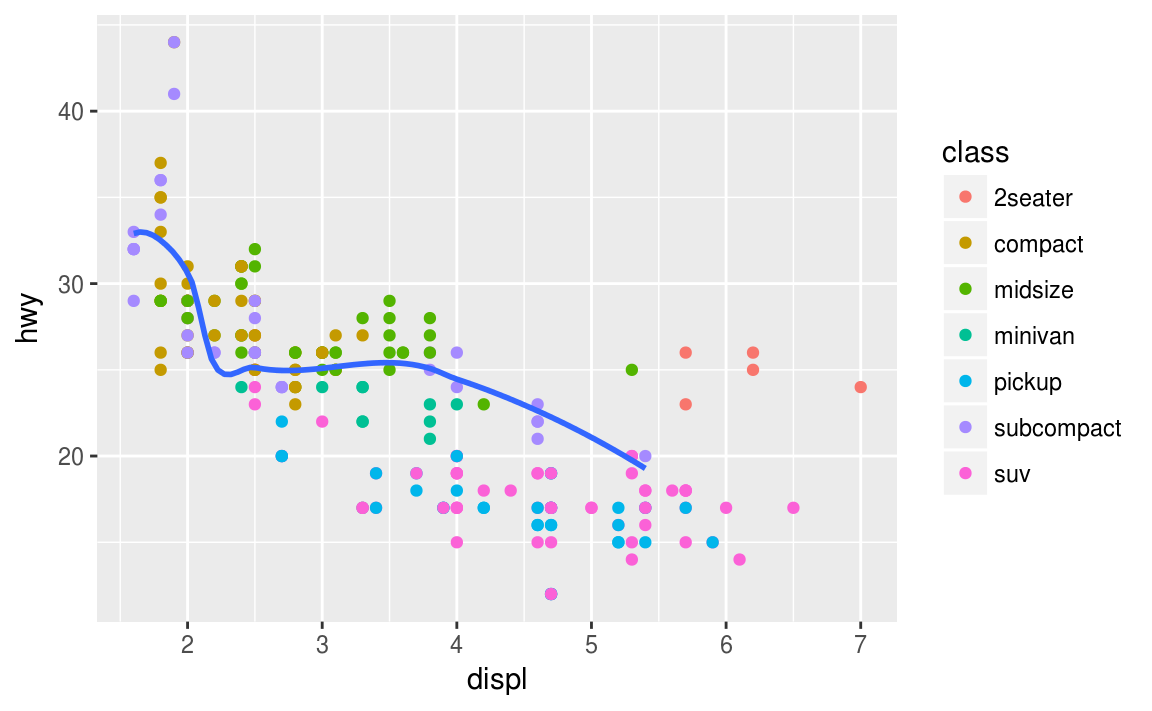 hwy
40
30
20
2 3 4 5 6 7
displ
class
2seater
compact
midsize
minivan
pickup
subcompact
suv